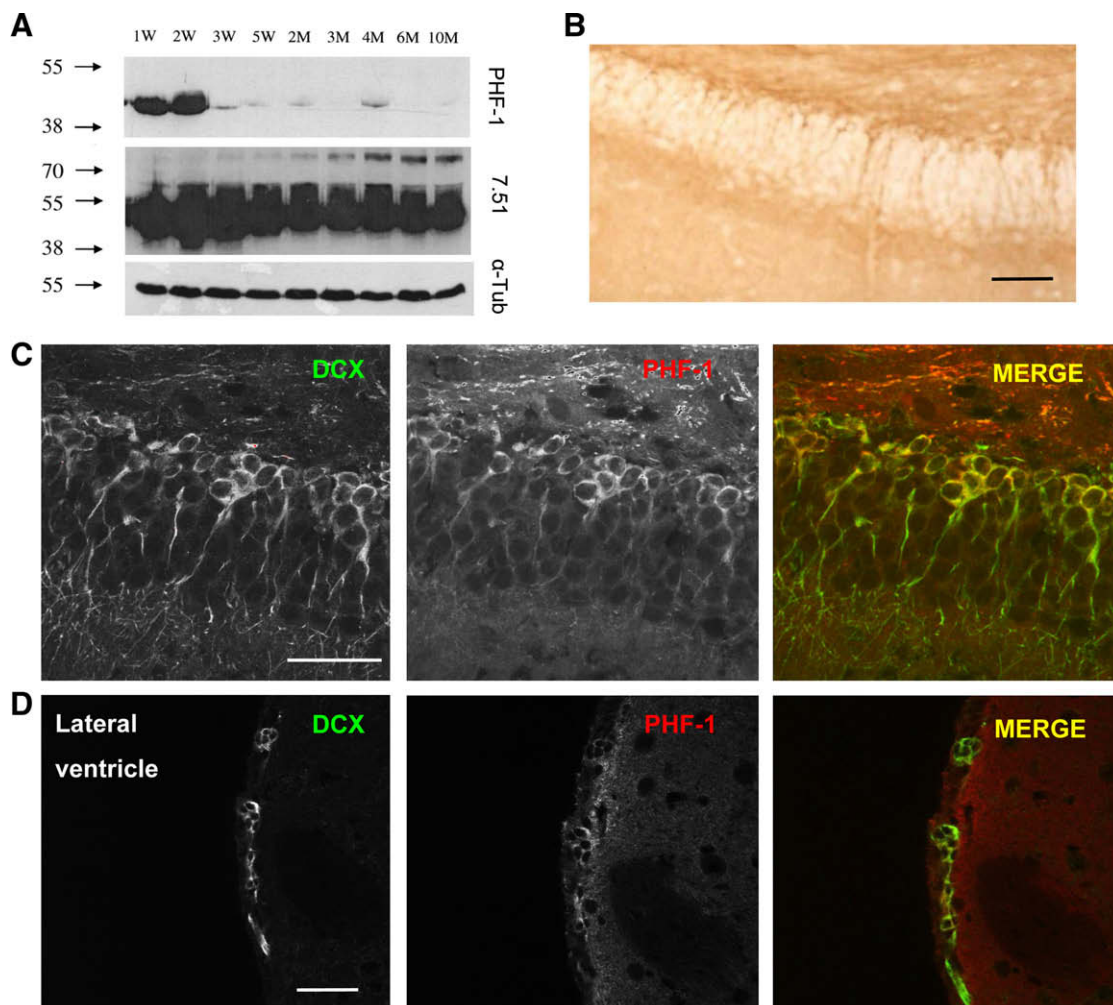 A
1W 2W 3W 5W 2M 3M 4M 6M 10M
55
38
PHF-1
70
55
38
7.51
55
α-Tub
B
C
DCX
PHF-1
MERGE
D
Lateral
ventricle
DCX
PHF-1
MERGE